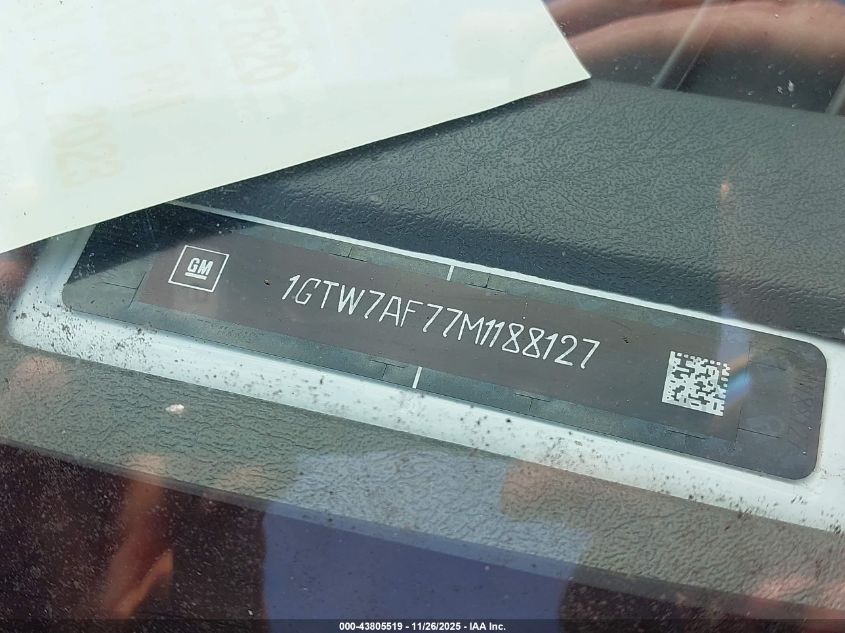 GM
1GTW7AF77M1188127
000-43805519 - 11/26/2025 - IAA Inc.